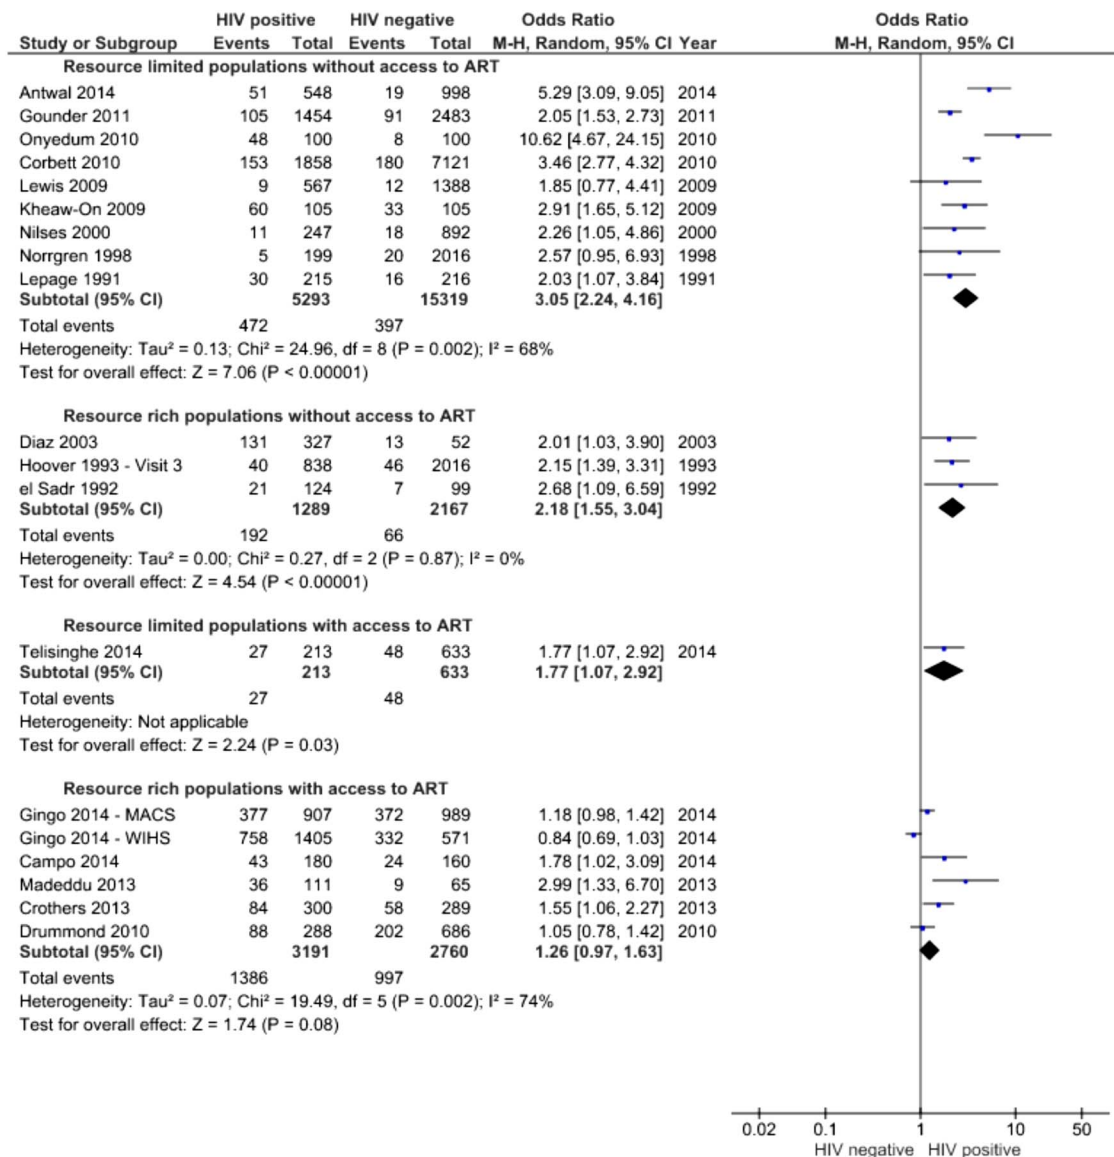 HIV positive HIV negative Odds Ratio Odds Ratio
Study or Subgroup Events Total Events Total M-H, Random, 95% CI Year M-H, Random, 95% CI
Resource limited populations without access to ART
Antwal 2014 51 548 19 998 5.29 [3.09, 9.05] 2014
Gounder 2011 105 1454 91 2483 2.05 [1.53, 2.73] 2011
Onyedum 2010 48 100 8 100 10.62 [4.67, 24.15] 2010
Corbett 2010 153 1858 180 7121 3.46 [2.77, 4.32] 2010
Lewis 2009 9 567 12 1388 1.85 [0.77, 4.41] 2009
Kheaw-On 2009 60 105 33 105 2.91 [1.65, 5.12] 2009
Nilses 2000 11 247 18 892 2.26 [1.05, 4.86] 2000
Norrgren 1998 5 199 20 2016 2.57 [0.95, 6.93] 1998
Lepage 1991 30 215 16 216 2.03 [1.07, 3.84] 1991
Subtotal (95% CI) 5293 15319 3.05 [2.24, 4.16]
Total events 472 397
Heterogeneity: Tau² = 0.13; Chi² = 24.96, df = 8 (P = 0.002); I² = 68%
Test for overall effect: Z = 7.06 (P < 0.00001)
Resource rich populations without access to ART
Diaz 2003 131 327 13 52 2.01 [1.03, 3.90] 2003
Hoover 1993 - Visit 3 40 838 46 2016 2.15 [1.39, 3.31] 1993
el Sadr 1992 21 124 7 99 2.68 [1.09, 6.59] 1992
Subtotal (95% CI) 1289 2167 2.18 [1.55, 3.04]
Total events 192 66
Heterogeneity: Tau² = 0.00; Chi² = 0.27, df = 2 (P = 0.87); I² = 0%
Test for overall effect: Z = 4.54 (P < 0.00001)
Resource limited populations with access to ART
Telisinghe 2014 27 213 48 633 1.77 [1.07, 2.92] 2014
Subtotal (95% CI) 213 633 1.77 [1.07, 2.92]
Total events 27 48
Heterogeneity: Not applicable
Test for overall effect: Z = 2.24 (P = 0.03)
Resource rich populations with access to ART
Gingo 2014 - MACS 377 907 372 989 1.18 [0.98, 1.42] 2014
Gingo 2014 - WIHS 758 1405 332 571 0.84 [0.69, 1.03] 2014
Campo 2014 43 180 24 160 1.78 [1.02, 3.09] 2014
Madeddu 2013 36 111 9 65 2.99 [1.33, 6.70] 2013
Crothers 2013 84 300 58 289 1.55 [1.06, 2.27] 2013
Drummond 2010 88 288 202 686 1.05 [0.78, 1.42] 2010
Subtotal (95% CI) 3191 2760 1.26 [0.97, 1.63]
Total events 1386 997
Heterogeneity: Tau² = 0.07; Chi² = 19.49, df = 5 (P = 0.002); I² = 74%
Test for overall effect: Z = 1.74 (P = 0.08)
0.02 0.1 1 10 50
HIV negative HIV positive